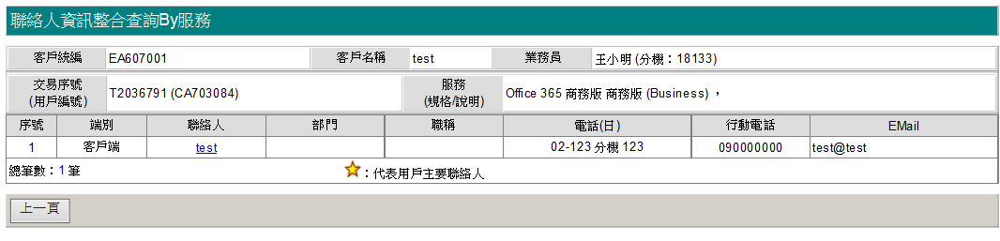 聯絡人資訊整合查詢By服務
客戶統編 EA607001 客戶名稱 test 業務員 王小明 (分機：18133)
交易序號 (用戶編號) T2036791 (CA703084) 服務 (規格/說明) Office 365 商務版 商務版 (Business) ，
序號 端別 聯絡人 部門 職稱 電話(日) 行動電話 EMail
1 客戶端 test 02-123 分機 123 090000000 test@test
總筆數：1 筆 ：代表用戶主要聯絡人
上一頁